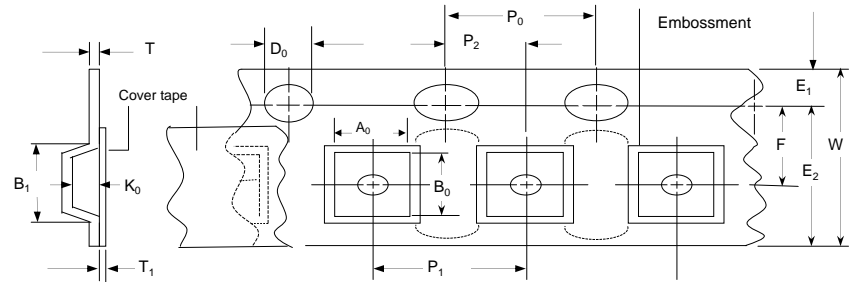 P0
Embossment
T
D0
P2
E1
Cover tape
A0
F
W
B1
K0
B0
E2
T1
P1